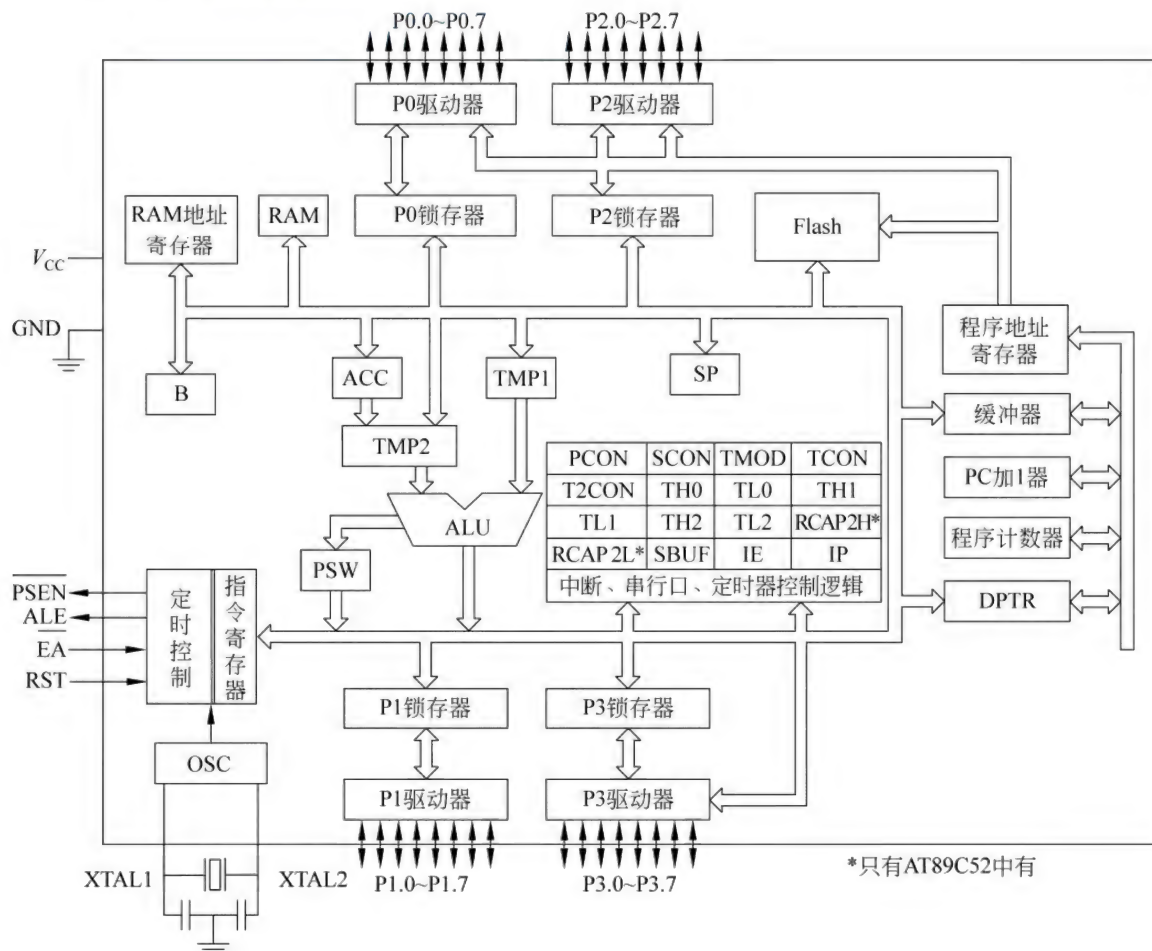 P0.0~P0.7 P2.0~P2.7
P0驱动器 P2驱动器
RAM地址
寄存器
RAM
P0锁存器
P2锁存器
Flash
V_CC
GND
程序地址
寄存器
B
ACC
TMP1
SP
缓冲器
TMP2
PCON SCON TMOD TCON
T2CON TH0 TL0 TH1
TL1 TH2 TL2 RCAP2H*
RCAP 2L* SBUF IE IP
中断、串行口、定时器控制逻辑
PC加1器
程序计数器
DPTR
ALU
PSW
P̅S̅E̅N̅
ALE
E̅A̅
RST
定时控制
指令寄存器
P1锁存器 P3锁存器
OSC
P1驱动器 P3驱动器
XTAL1 XTAL2
P1.0~P1.7 P3.0~P3.7
*只有AT89C52中有